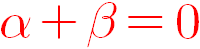 α + β = 0